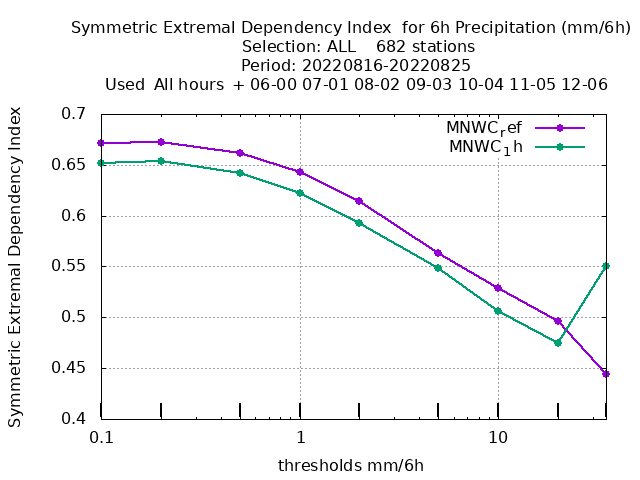 Symmetric Extremal Dependency Index  for 6h Precipitation (mm/6h)
Selection: ALL    682 stations
Period: 20220816-20220825
Used  All hours  + 06-00 07-01 08-02 09-03 10-04 11-05 12-06
MNWCref
MNWC1h
Symmetric Extremal Dependency Index
0.7
0.65
0.6
0.55
0.5
0.45
0.4
0.1
1
10
thresholds mm/6h